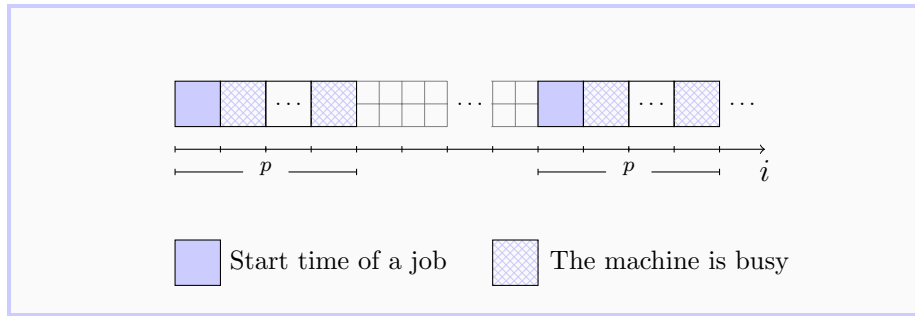 ... ... ... ...
p p
i
Start time of a job The machine is busy